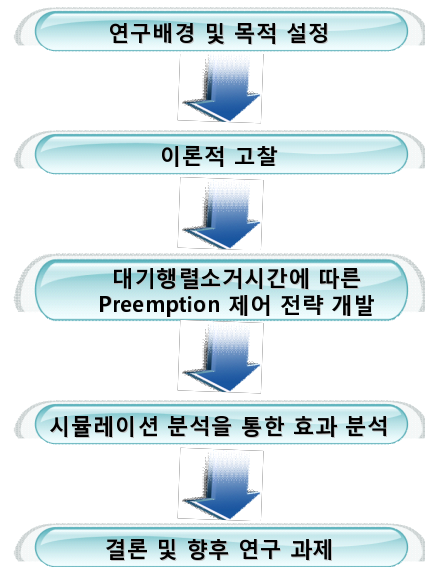 연구배경 및 목적 설정
이론적 고찰
대기행렬소거시간에 따른
Preemption 제어 전략 개발
시뮬레이션 분석을 통한 효과 분석
결론 및 향후 연구 과제